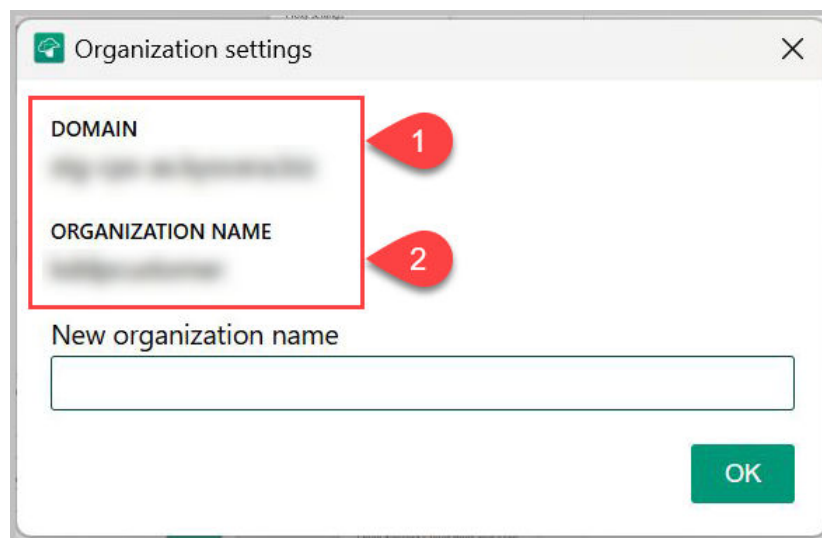 Organization settings
DOMAIN
1
ORGANIZATION NAME
2
New organization name
OK